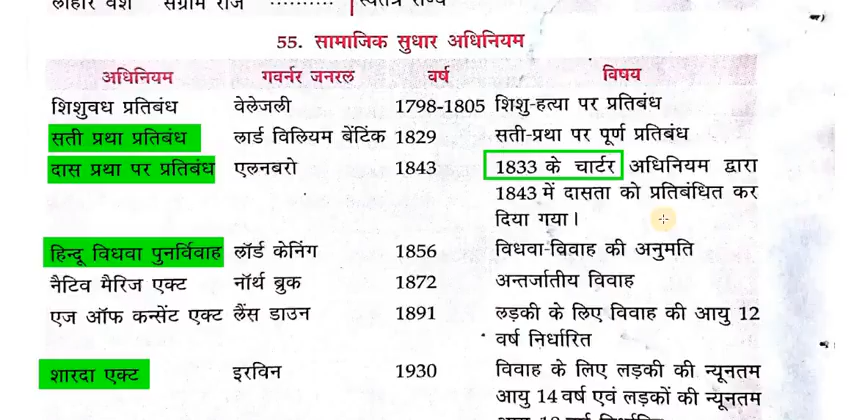 लोहार वंश संग्राम राज ............ स्वतंत्र राज्य
55. सामाजिक सुधार अधिनियम
अधिनियम गवर्नर जनरल वर्ष विषय
शिशुवध प्रतिबंध वेलेजली 1798-1805 शिशु-हत्या पर प्रतिबंध
सती प्रथा प्रतिबंध लार्ड विलियम बेंटिंक 1829 सती-प्रथा पर पूर्ण प्रतिबंध
दास प्रथा पर प्रतिबंध एलनबरो 1843 1833 के चार्टर अधिनियम द्वारा
1843 में दासता को प्रतिबंधित कर
दिया गया।
हिन्दू विधवा पुनर्विवाह लॉर्ड केनिंग 1856 विधवा-विवाह की अनुमति
नैटिव मैरिज एक्ट नॉर्थ ब्रुक 1872 अन्तर्जातीय विवाह
एज ऑफ कन्सेंट एक्ट लैंस डाउन 1891 लड़की के लिए विवाह की आयु 12
वर्ष निर्धारित
शारदा एक्ट इरविन 1930 विवाह के लिए लड़की की न्यूनतम
आयु 14 वर्ष एवं लड़कों की न्यूनतम